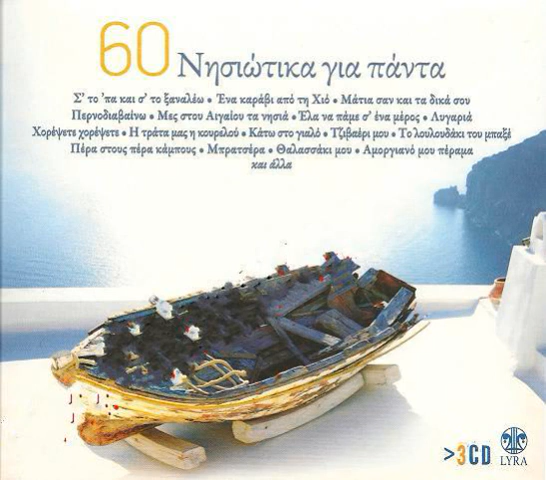 60 Νησιώτικα για πάντα
Σ' το 'πα και σ' το ξαναλέω • Ένα καράβι από τη Χιό • Μάτια σαν και τα δικά σου
Περνοδιαβαίνω • Μες στου Αιγαίου τα νησιά • Έλα να πάμε σ' ένα μέρος • Λυγαριά
Χορέψετε χορέψετε • Η τράτα μας η κουρελού • Κάτω στο γιαλό • Τζιβαέρι μου • Το λουλουδάκι του μπαξέ
Πέρα στους πέρα κάμπους • Μπρατσέρα • Θαλασσάκι μου • Αμοργιανό μου πέραμα
και άλλα
>3CD LYRA